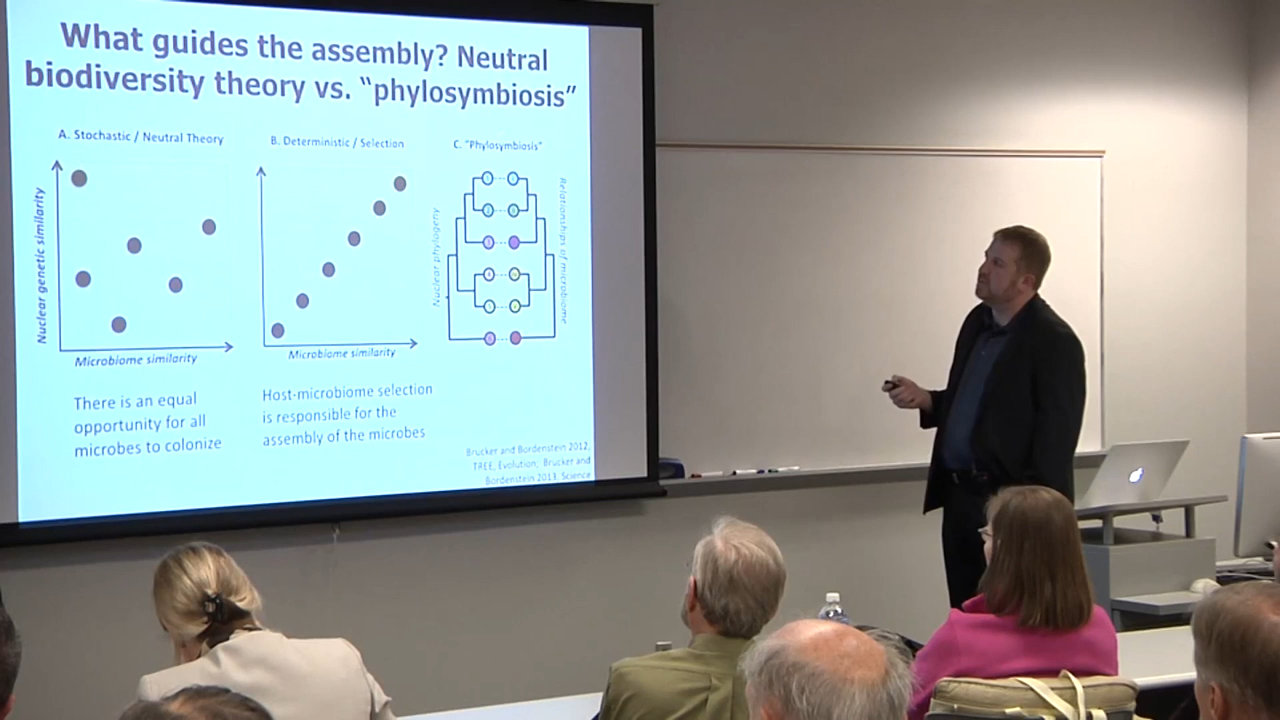 What guides the assembly? Neutral
biodiversity theory vs. “phylosymbiosis”
A. Stochastic / Neutral Theory
B. Deterministic / Selection
C. "Phylosymbiosis"
Nuclear genetic similarity
Microbiome similarity
Microbiome similarity
Nuclear phylogeny
Relationships of microbiome
There is an equal
opportunity for all
microbes to colonize
Host-microbiome selection
is responsible for the
assembly of the microbes
Brucker and Bordenstein 2012,
TREE, Evolution; Brucker and
Bordenstein 2013, Science